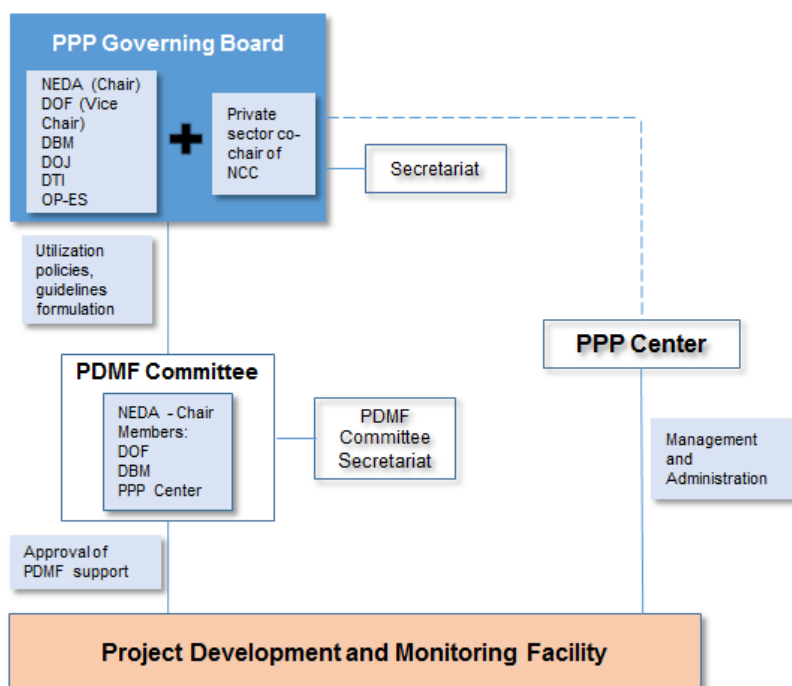 PPP Governing Board
NEDA (Chair)
DOF (Vice
Chair)
DBM
DOJ
DTI
OP-ES
Private
sector co-
chair of
NCC
Secretariat
Utilization
policies,
guidelines
formulation
PPP Center
PDMF Committee
NEDA - Chair
Members:
DOF
DBM
PPP Center
PDMF
Committee
Secretariat
Management
and
Administration
Approval of
PDMF support
Project Development and Monitoring Facility